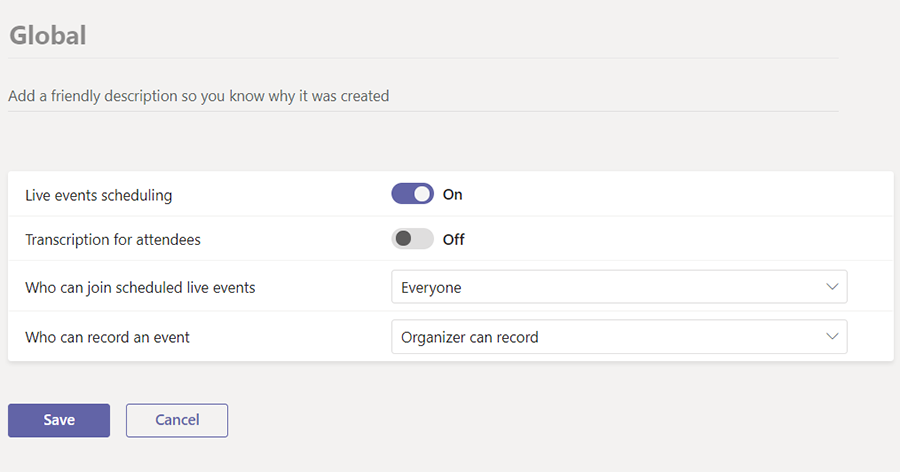 Global
Add a friendly description so you know why it was created
Live events scheduling On
Transcription for attendees Off
Who can join scheduled live events Everyone
Who can record an event Organizer can record
Save Cancel